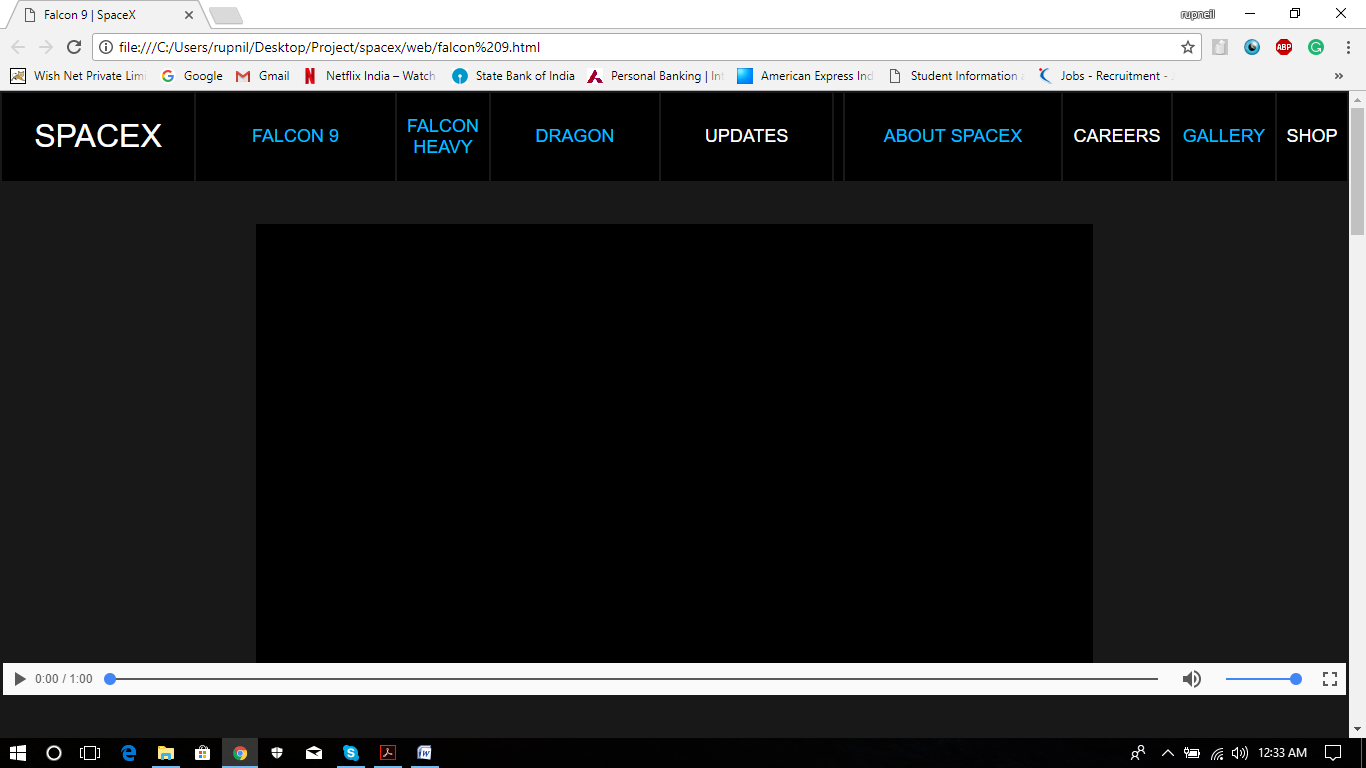 Falcon 9 | SpaceX
rupneil
file:///C:/Users/rupnil/Desktop/Project/spacex/web/falcon%209.html
ABP
Wish Net Private Lim
Google
Gmail
Netflix India – Watch
State Bank of India
Personal Banking | Int
American Express Ind
Student Information a
Jobs - Recruitment -
SPACEX
FALCON 9
FALCON
HEAVY
DRAGON
UPDATES
ABOUT SPACEX
CAREERS
GALLERY
SHOP
0:00 / 1:00
12:33 AM